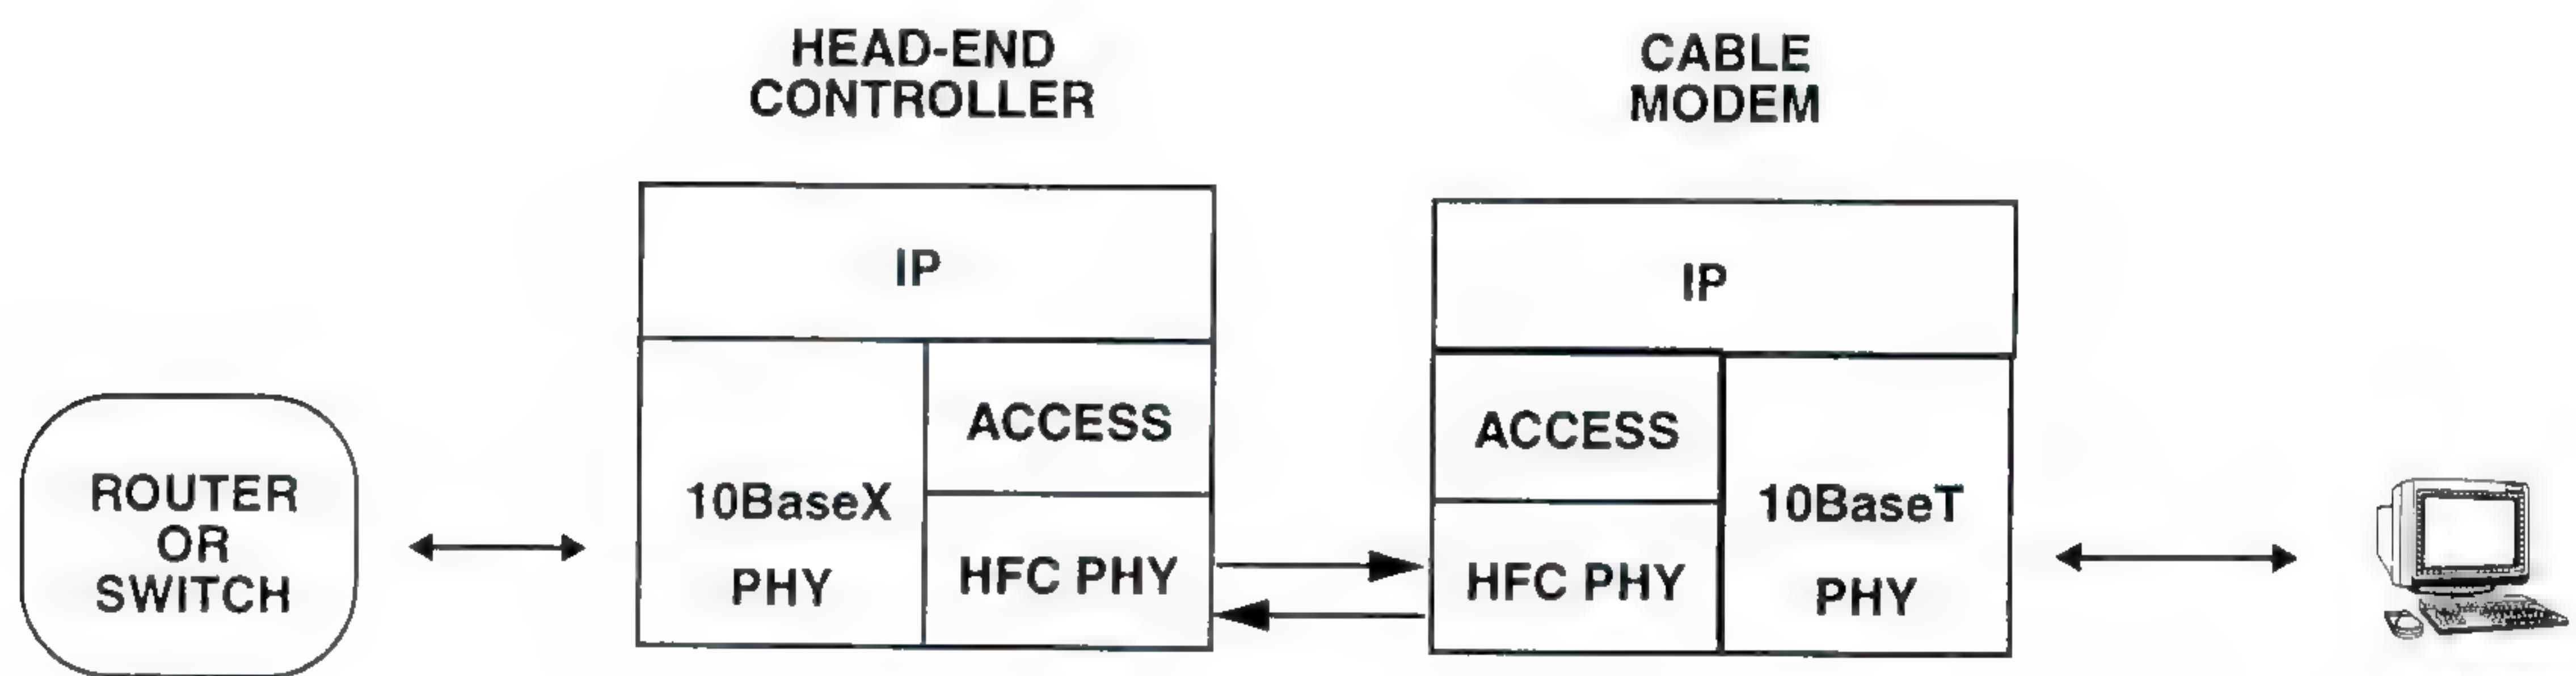 HEAD-END
CONTROLLER
CABLE
MODEM
IP
IP
ACCESS
ACCESS
ROUTER
OR
SWITCH
10BaseX
PHY
HFC PHY
HFC PHY
10BaseT
PHY